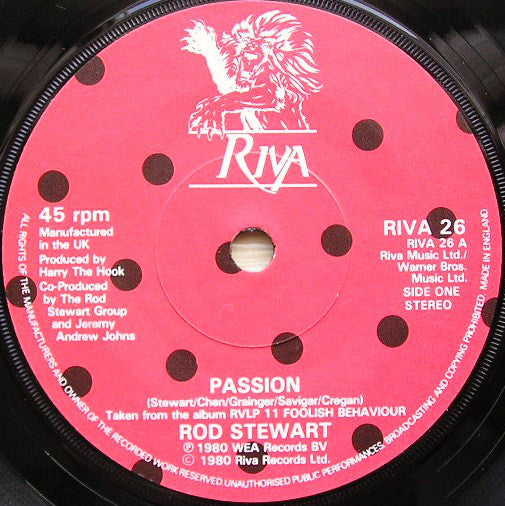 RIVA
45 rpm
Manufactured
in the UK
Produced by
Harry The Hook
Co-Produced
by The Rod
Stewart Group
and Jeremy
Andrew Johns
RIVA 26
RIVA 26 A
Riva Music Ltd./
Warner Bros.
Music Ltd.
SIDE ONE
STEREO
PASSION
(Stewart/Chen/Grainger/Savigar/Cregan)
Taken from the album RVLP 11 FOOLISH BEHAVIOUR
ROD STEWART
℗ 1980 WEA Records BV
© 1980 Riva Records Ltd.
ALL RIGHTS OF THE MANUFACTURERS AND OWNER OF THE RECORDED WORK RESERVED. UNAUTHORISED PUBLIC PERFORMANCES, BROADCASTING AND COPYING PROHIBITED. MADE IN ENGLAND